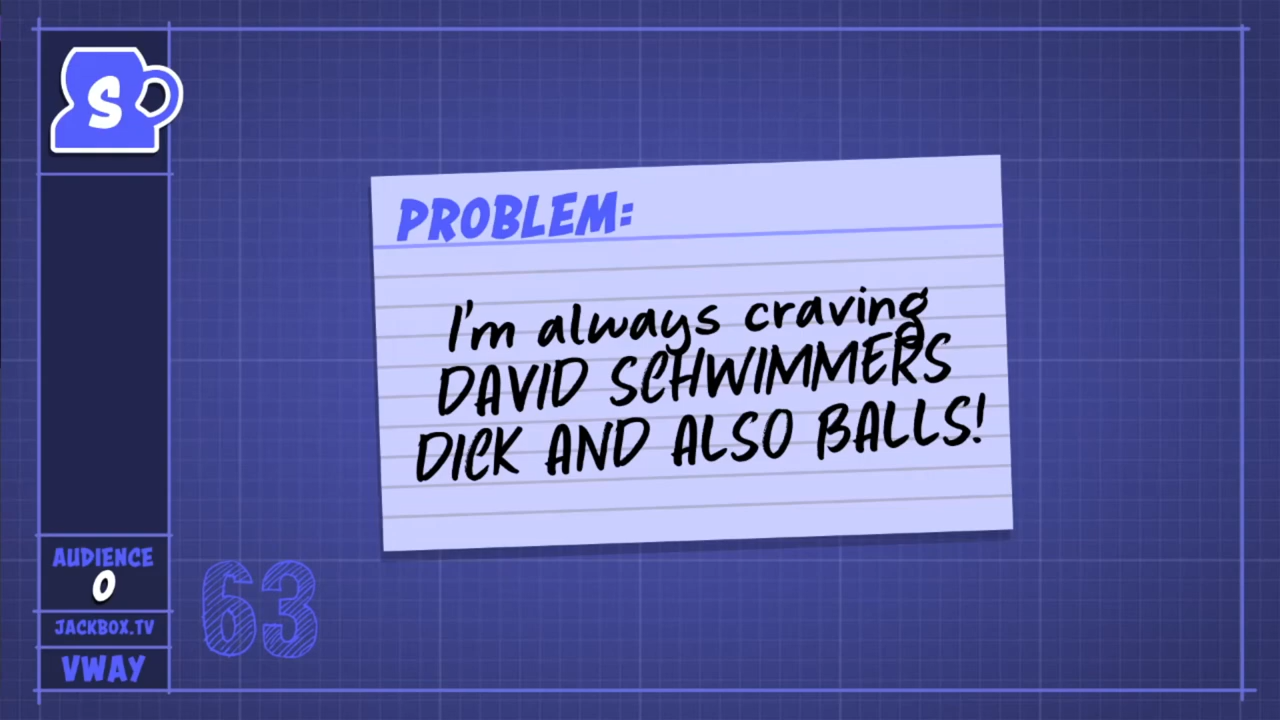 S
PROBLEM:
I'm always craving
DAVID SCHWIMMERS
DICK AND ALSO BALLS!
AUDIENCE
0
JACKBOX.TV
VWAY
63